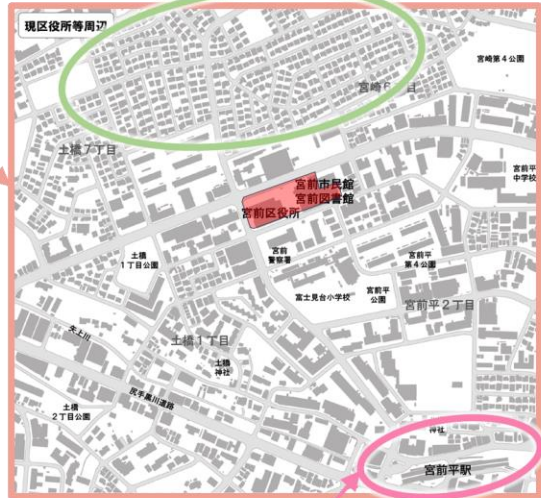 現区役所等周辺
宮崎第4公園
宮崎6丁目
土橋7丁目
宮前平
中学校
宮前市民館
宮前図書館
宮前区役所
宮前
警察署
宮前平
第4公園
土橋
1丁目公園
富士見台小学校
宮前平
公園
宮前平2丁目
矢上川
土橋1丁目
土橋
神社
尻手黒川道路
土橋
2丁目公園
神社
宮前平駅